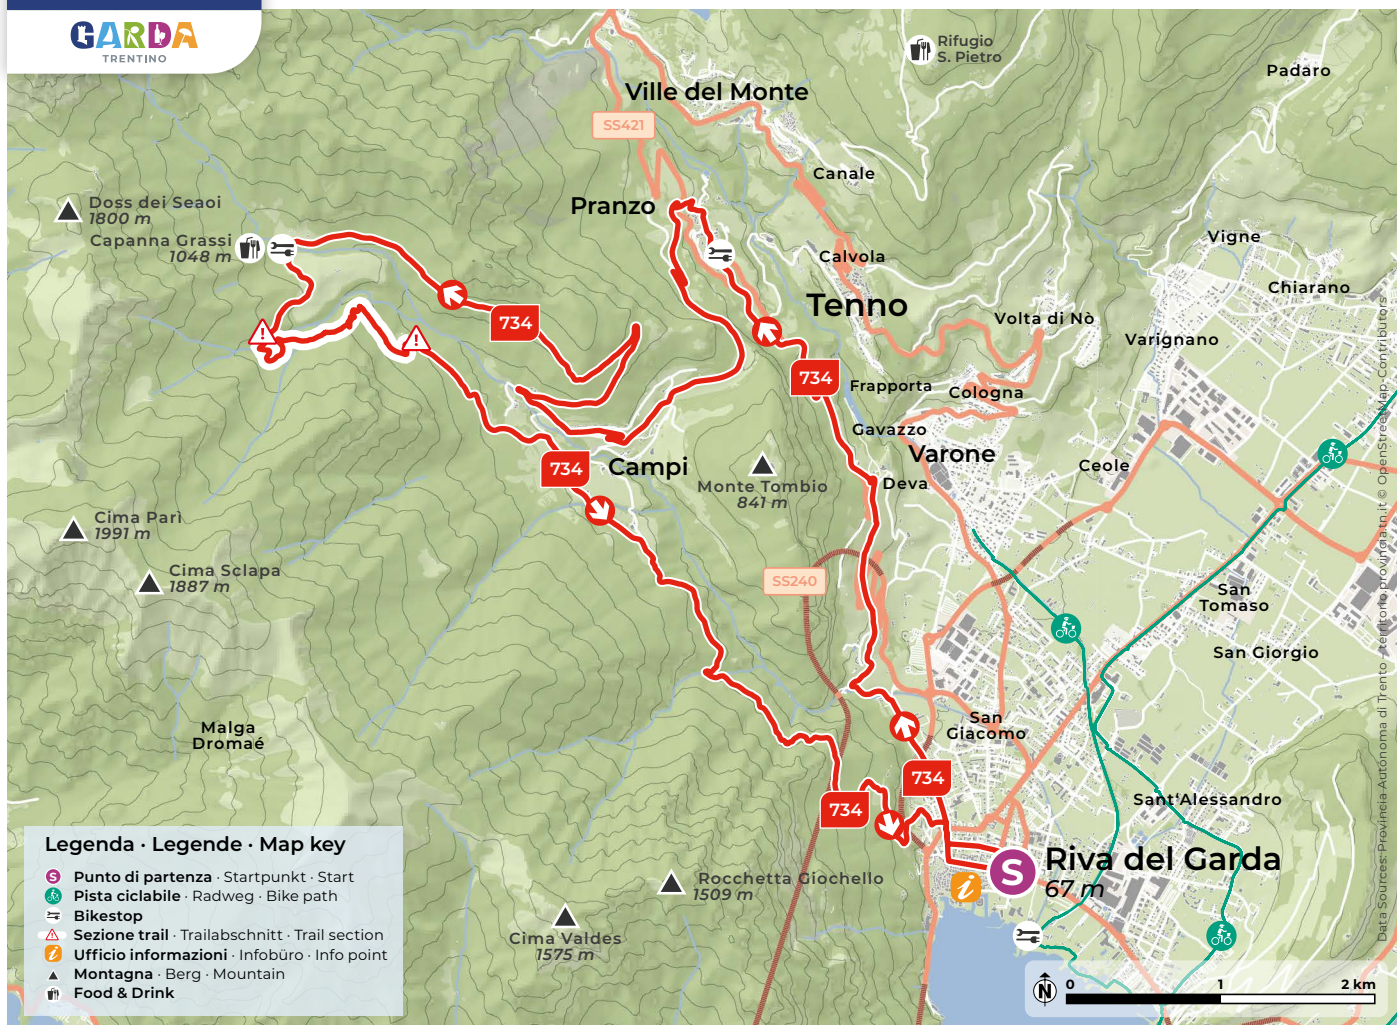 GARDA
TRENTINO
Rifugio
S. Pietro
Padaro
Ville del Monte
SS421
Canale
Doss dei Seaoi
1800 m
Pranzo
Capanna Grassi
1048 m
Vigne
Calvola
Chiarano
Tenno
734
Volta di Nò
Varignano
734
Frapporta
Cologna
Gavazzo
Varone
734
Campi
Ceole
Monte Tombio
841 m
Deva
Cima Parì
1991 m
Cima Sclapa
1887 m
SS240
San
Tomaso
San Giorgio
Malga
Dromaé
San
Giacomo
734
734
Sant'Alessandro
Riva del Garda
67 m
S
i
Rocchetta Giochello
1509 m
Cima Valdes
1575 m
Legenda · Legende · Map key
S Punto di partenza · Startpunkt · Start
Pista ciclabile · Radweg · Bike path
Bikestop
Sezione trail · Trailabschnitt · Trail section
i Ufficio informazioni · Infobüro · Info point
Montagna · Berg · Mountain
Food & Drink
N
0 1 2 km
Data Sources: Provincia Autonoma di Trento - territorio.provincia.tn.it © OpenStreetMap Contributors